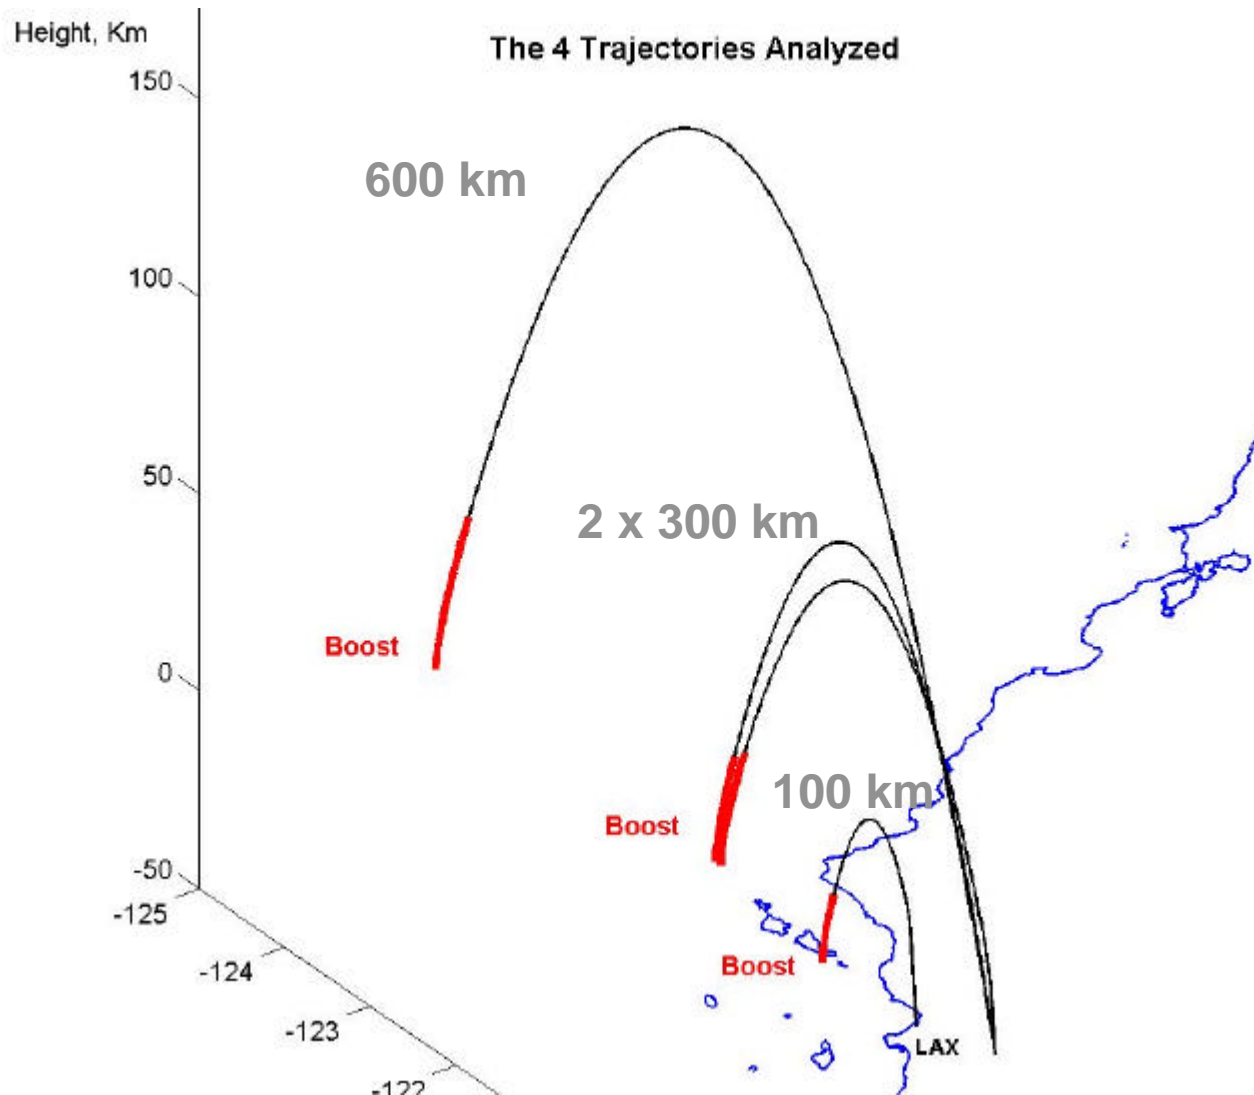 Height, Km
The 4 Trajectories Analyzed
150
600 km
100
50
2 x 300 km
Boost
0
100 km
Boost
-50
-125
Boost
-124
-123
LAX
-122